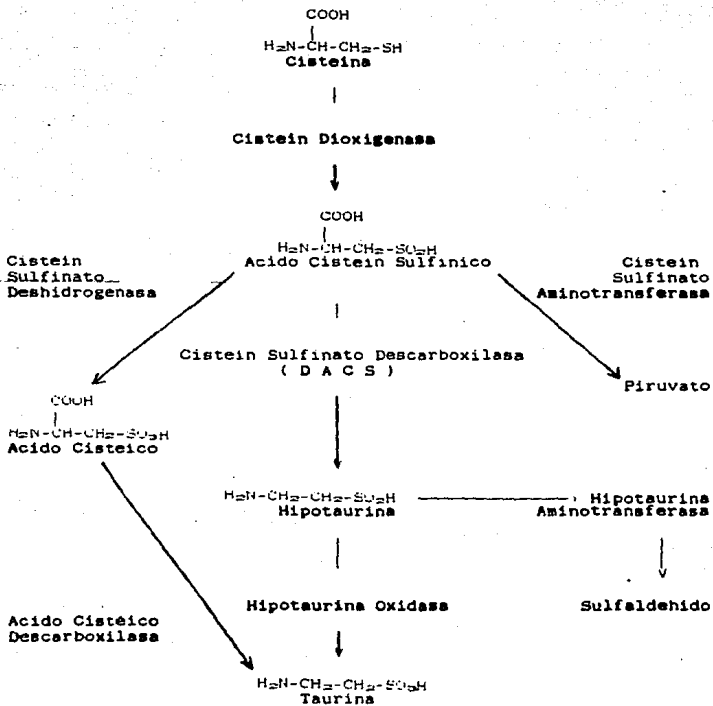 COOH
H₂N-CH-CH₂-SH
Cisteina
Cistein Dioxigenasa
COOH
H₂N-CH-CH₂-SO₂H
Acido Cistein Sulfinico
Cistein
Sulfinato
Deshidrogenasa
Cistein
Sulfinato
Aminotransferasa
Cistein Sulfinato Descarboxilasa
( D A C S )
Piruvato
COOH
H₂N-CH-CH₂-SO₃H
Acido Cisteico
H₂N-CH₂-CH₂-SO₂H
Hipotaurina
Hipotaurina
Aminotransferasa
Acido Cistéico
Descarboxilasa
Hipotaurina Oxidasa
Sulfaldehido
H₂N-CH₂-CH₂-SO₃H
Taurina